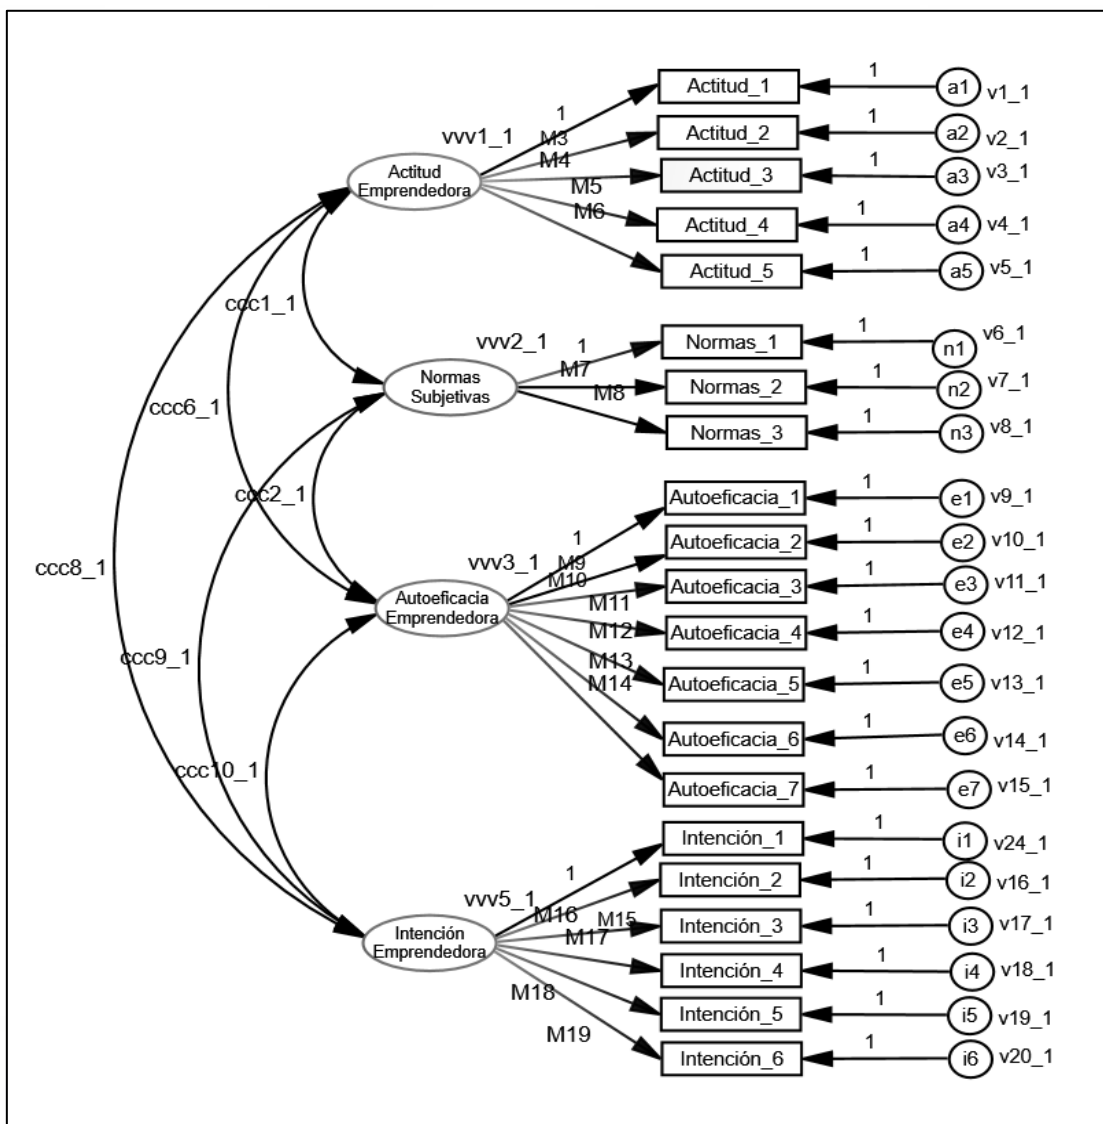 Actitud_1
1
a1
v1_1
vvv1_1
1
M3
Actitud_2
1
a2
v2_1
M4
Actitud
Emprendedora
M5
Actitud_3
1
a3
v3_1
M6
Actitud_4
1
a4
v4_1
Actitud_5
1
a5
v5_1
ccc1_1
vvv2_1
1
Normas_1
1
n1
v6_1
M7
Normas
Subjetivas
M8
Normas_2
1
n2
v7_1
ccc6_1
Normas_3
1
n3
v8_1
ccc2_1
Autoeficacia_1
1
e1
v9_1
vvv3_1
1
M9
M10
Autoeficacia_2
1
e2
v10_1
ccc8_1
Autoeficacia
Emprendedora
M11
Autoeficacia_3
1
e3
v11_1
M12
Autoeficacia_4
1
e4
v12_1
ccc9_1
M13
M14
Autoeficacia_5
1
e5
v13_1
Autoeficacia_6
1
e6
v14_1
ccc10_1
Autoeficacia_7
1
e7
v15_1
Intención_1
1
i1
v24_1
vvv5_1
1
M16
Intención_2
1
i2
v16_1
M15
M17
Intención_3
1
i3
v17_1
Intención
Emprendedora
Intención_4
1
i4
v18_1
M18
Intención_5
1
i5
v19_1
M19
Intención_6
1
i6
v20_1